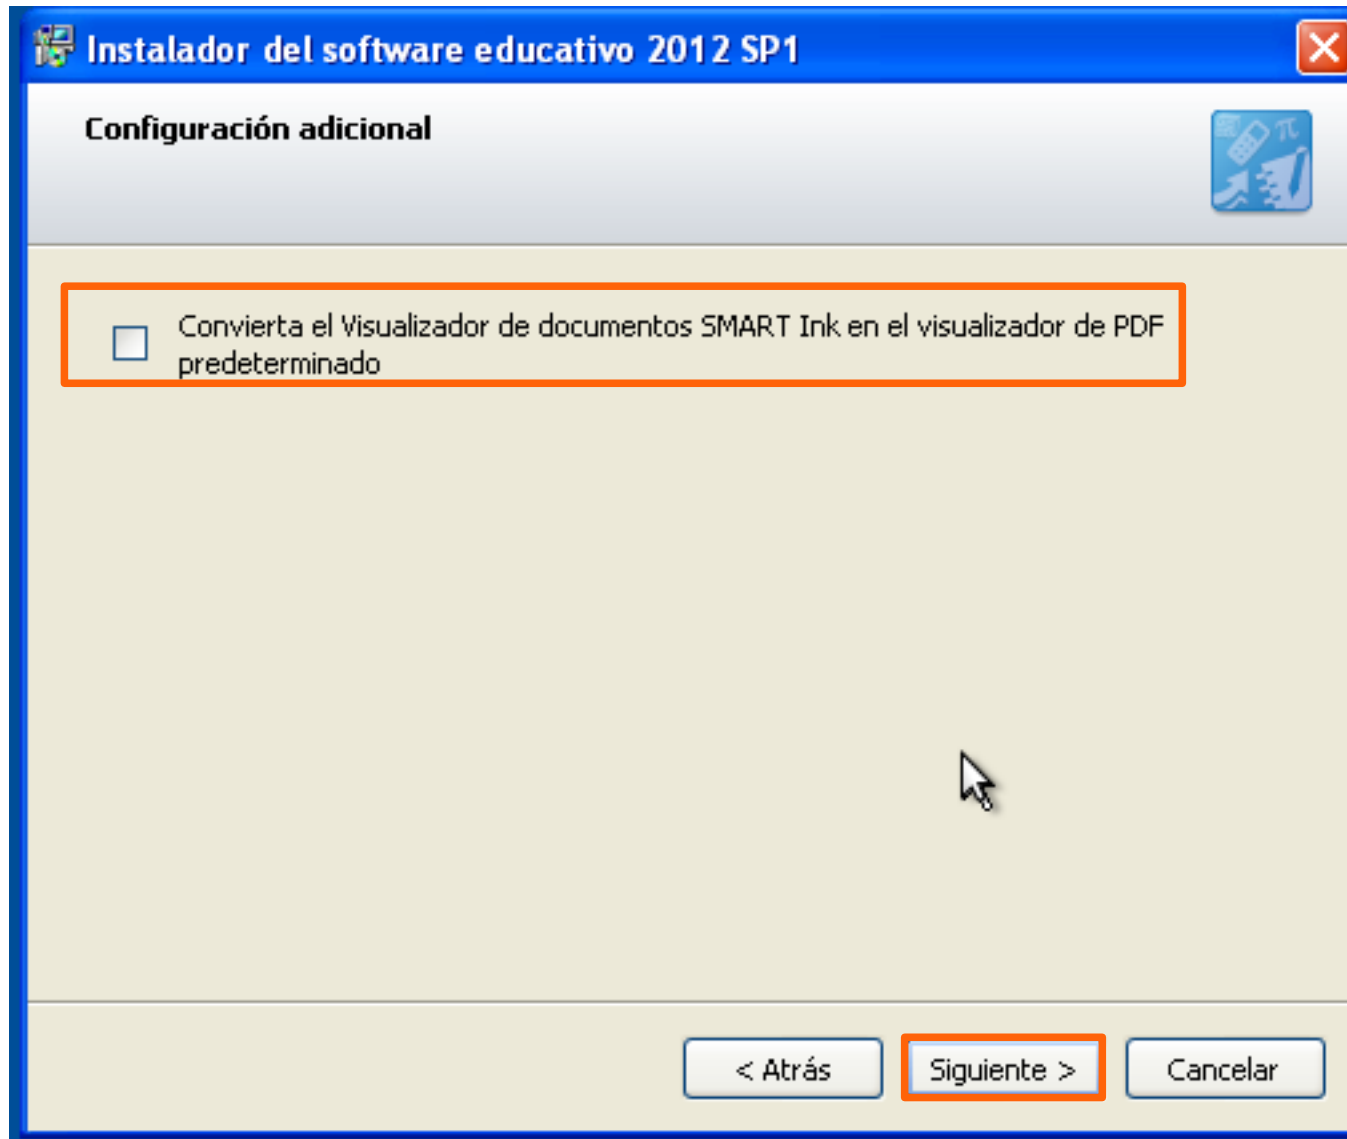 Instalador del software educativo 2012 SP1
Configuración adicional
π
Convierta el Visualizador de documentos SMART Ink en el visualizador de PDF
predeterminado
< Atrás
Siguiente >
Cancelar